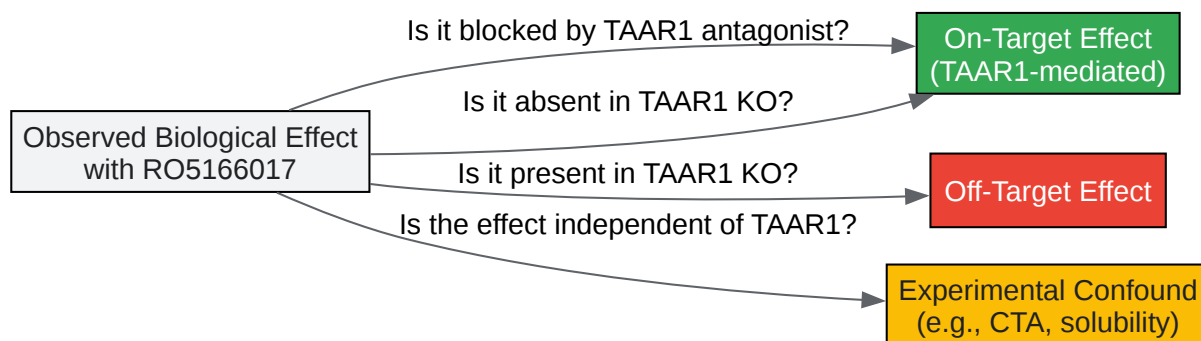 Is it blocked by TAAR1 antagonist?
On-Target Effect
(TAAR1-mediated)
Is it absent in TAAR1 KO?
Observed Biological Effect
with RO5166017
Is it present in TAAR1 KO?
Off-Target Effect
Is the effect independent of TAAR1?
Experimental Confound
(e.g., CTA, solubility)